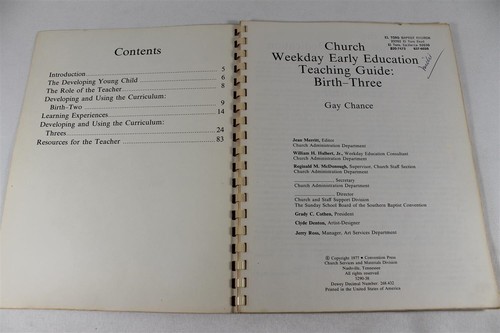 Contents
Introduction 5
The Developing Young Child 6
The Role of the Teacher 8
Developing and Using the Curriculum:
Birth-Two 9
Learning Experiences 14
Developing and Using the Curriculum:
Threes 24
Resources for the Teacher 83
EL TORO BAPTIST CHURCH
Church
Weekday Early Education
Teaching Guide:
Birth–Three
Gay Chance
Jean Merritt, Editor
Church Administration Department
William H. Halbert, Jr., Weekday Education Consultant
Church Administration Department
Reginald M. McDonough, Supervisor, Church Staff Section
Church Administration Department
Secretary
Church Administration Department
Director
Church and Staff Support Division
The Sunday School Board of the Southern Baptist Convention
Grady C. Cothen, President
Clyde Denton, Artist-Designer
Jerry Ross, Manager, Art Services Department
© Copyright 1977 • Convention Press
Church Services and Materials Division
Nashville, Tennessee
All rights reserved
5290-38
Dewey Decimal Number: 268.432
Printed in the United States of America